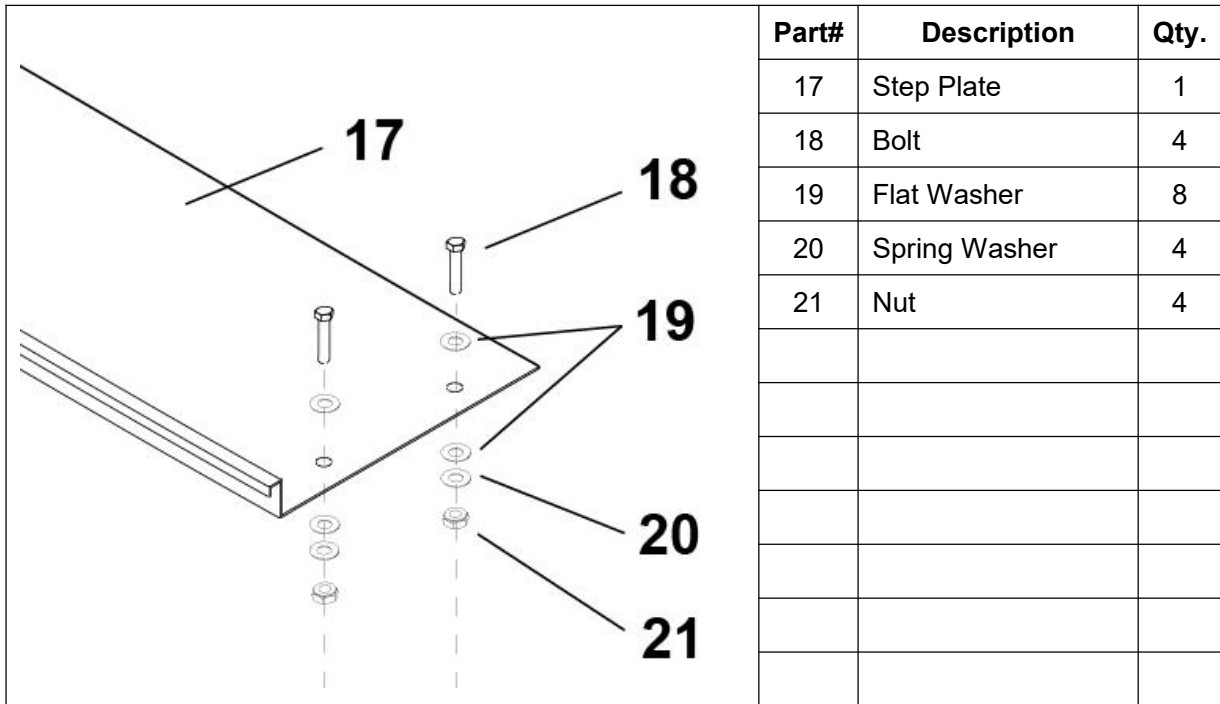 17
18
19
20
21
Part# Description Qty.
17 Step Plate 1
18 Bolt 4
19 Flat Washer 8
20 Spring Washer 4
21 Nut 4